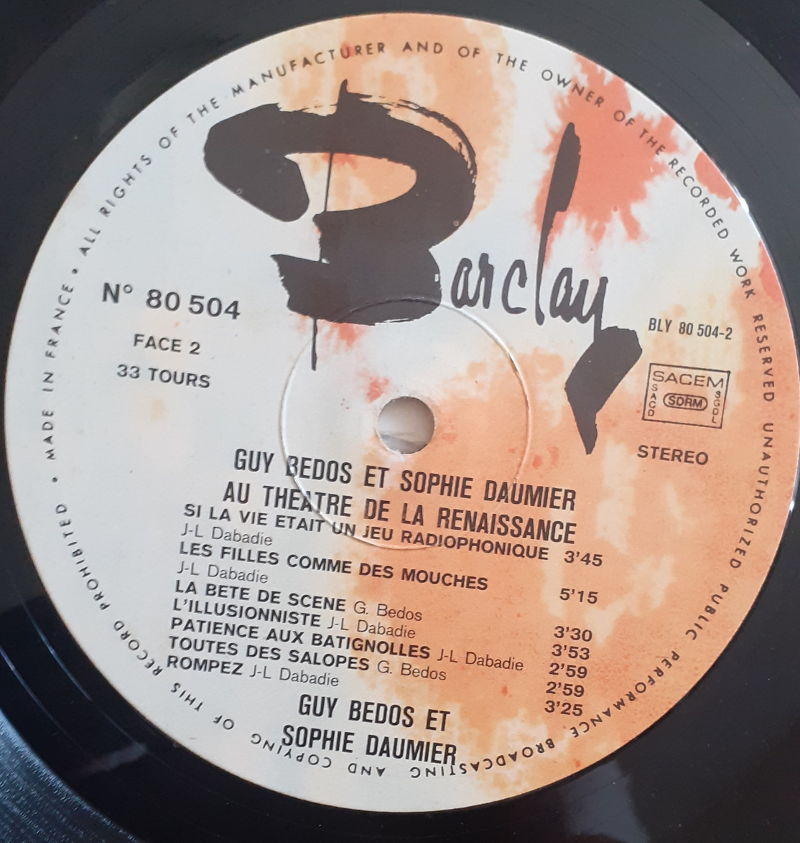 • MADE IN FRANCE • ALL RIGHTS OF THE MANUFACTURER AND OF THE OWNER OF THE RECORDED WORK RESERVED UNAUTHORIZED PUBLIC PERFORMANCE, BROADCASTING AND COPYING OF THIS RECORD PROHIBITED
Barclay
N° 80 504
FACE 2
33 TOURS
BLY 80 504-2
SACEM
SACD SDRM SGDL
STEREO
GUY BEDOS ET SOPHIE DAUMIER
AU THEATRE DE LA RENAISSANCE
SI LA VIE ETAIT UN JEU RADIOPHONIQUE 3'45
J-L Dabadie
LES FILLES COMME DES MOUCHES 5'15
J-L Dabadie
LA BETE DE SCENE G. Bedos 3'30
L'ILLUSIONNISTE J-L Dabadie 3'53
PATIENCE AUX BATIGNOLLES J-L Dabadie 2'59
TOUTES DES SALOPES G. Bedos 2'59
ROMPEZ J-L Dabadie 3'25
GUY BEDOS ET
SOPHIE DAUMIER